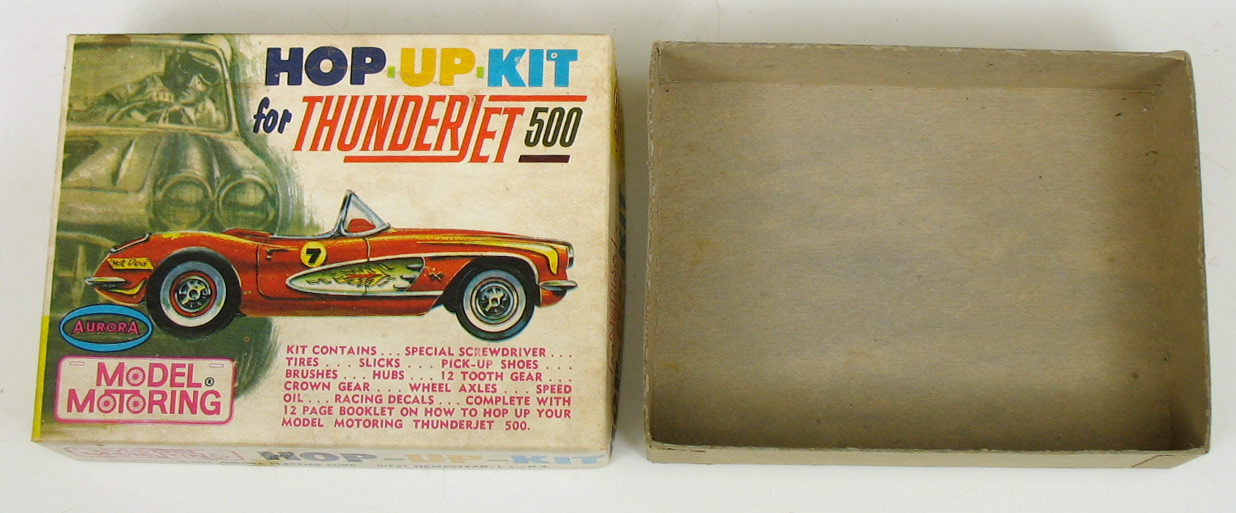 HOP-UP-KIT
for THUNDERJET 500
7
Hot Dog
AURORA
MODEL
MOTORING ®
KIT CONTAINS... SPECIAL SCREWDRIVER...
TIRES... SLICKS... PICK-UP SHOES...
BRUSHES... HUBS... 12 TOOTH GEAR...
CROWN GEAR... WHEEL AXLES... SPEED
OIL... RACING DECALS... COMPLETE WITH
12 PAGE BOOKLET ON HOW TO HOP UP YOUR
MODEL MOTORING THUNDERJET 500.
HOP-UP-KIT
WEST HEMPSTEAD, L.I., N.Y.